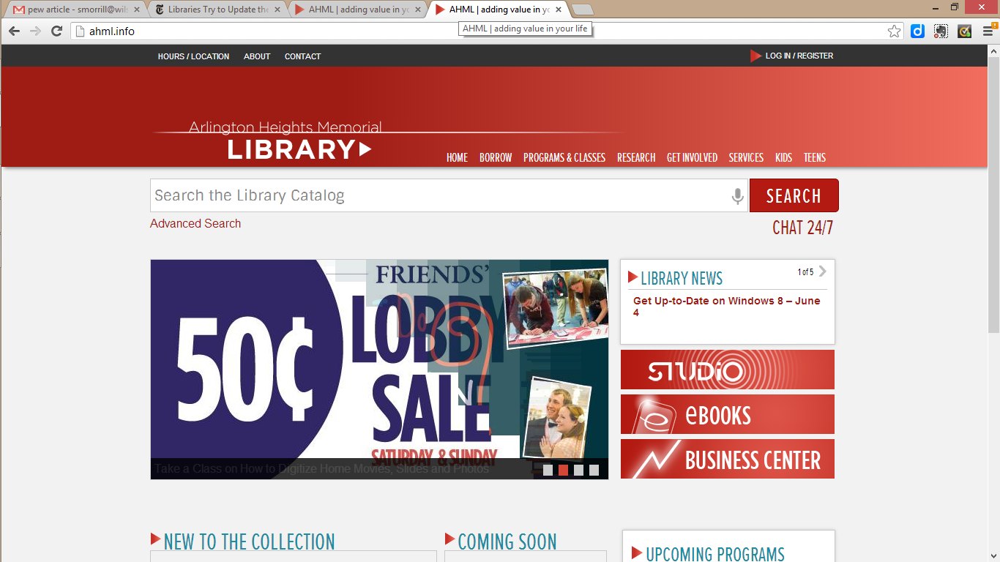 pew article - smorrill@wils
Libraries Try to Update the
AHML | adding value in yo
AHML | adding value in yo
ahml.info
AHML | adding value in your life
HOURS / LOCATION ABOUT CONTACT
LOG IN / REGISTER
Arlington Heights Memorial
LIBRARY
HOME BORROW PROGRAMS & CLASSES RESEARCH GET INVOLVED SERVICES KIDS TEENS
Search the Library Catalog
SEARCH
Advanced Search
CHAT 24/7
50¢
FRIENDS'
LOBBY
SALE
SATURDAY & SUNDAY
Take a Class on How to Digitize Home Movies, Slides and Photos
LIBRARY NEWS
1 of 5
Get Up-to-Date on Windows 8 – June
4
STUDIO
eBOOKS
BUSINESS CENTER
NEW TO THE COLLECTION
COMING SOON
UPCOMING PROGRAMS